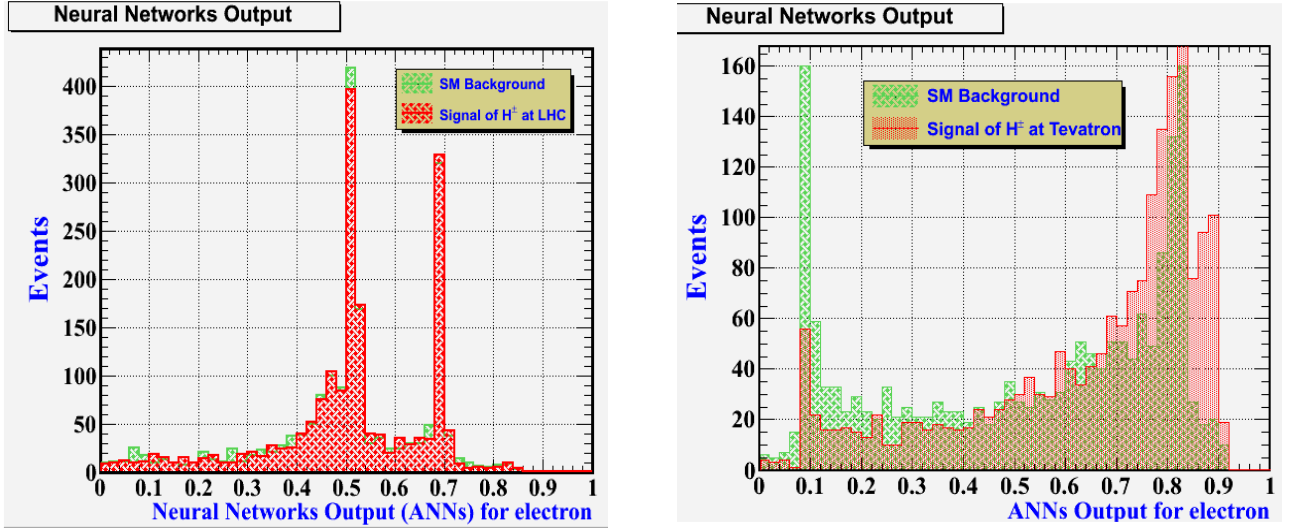 Neural Networks Output
SM Background
Signal of H± at LHC
Events
400
350
300
250
200
150
100
50
0
0 0.1 0.2 0.3 0.4 0.5 0.6 0.7 0.8 0.9 1
Neural Networks Output (ANNs) for electron
Neural Networks Output
SM Background
Signal of H± at Tevatron
Events
160
140
120
100
80
60
40
20
0
0 0.1 0.2 0.3 0.4 0.5 0.6 0.7 0.8 0.9 1
ANNs Output for electron